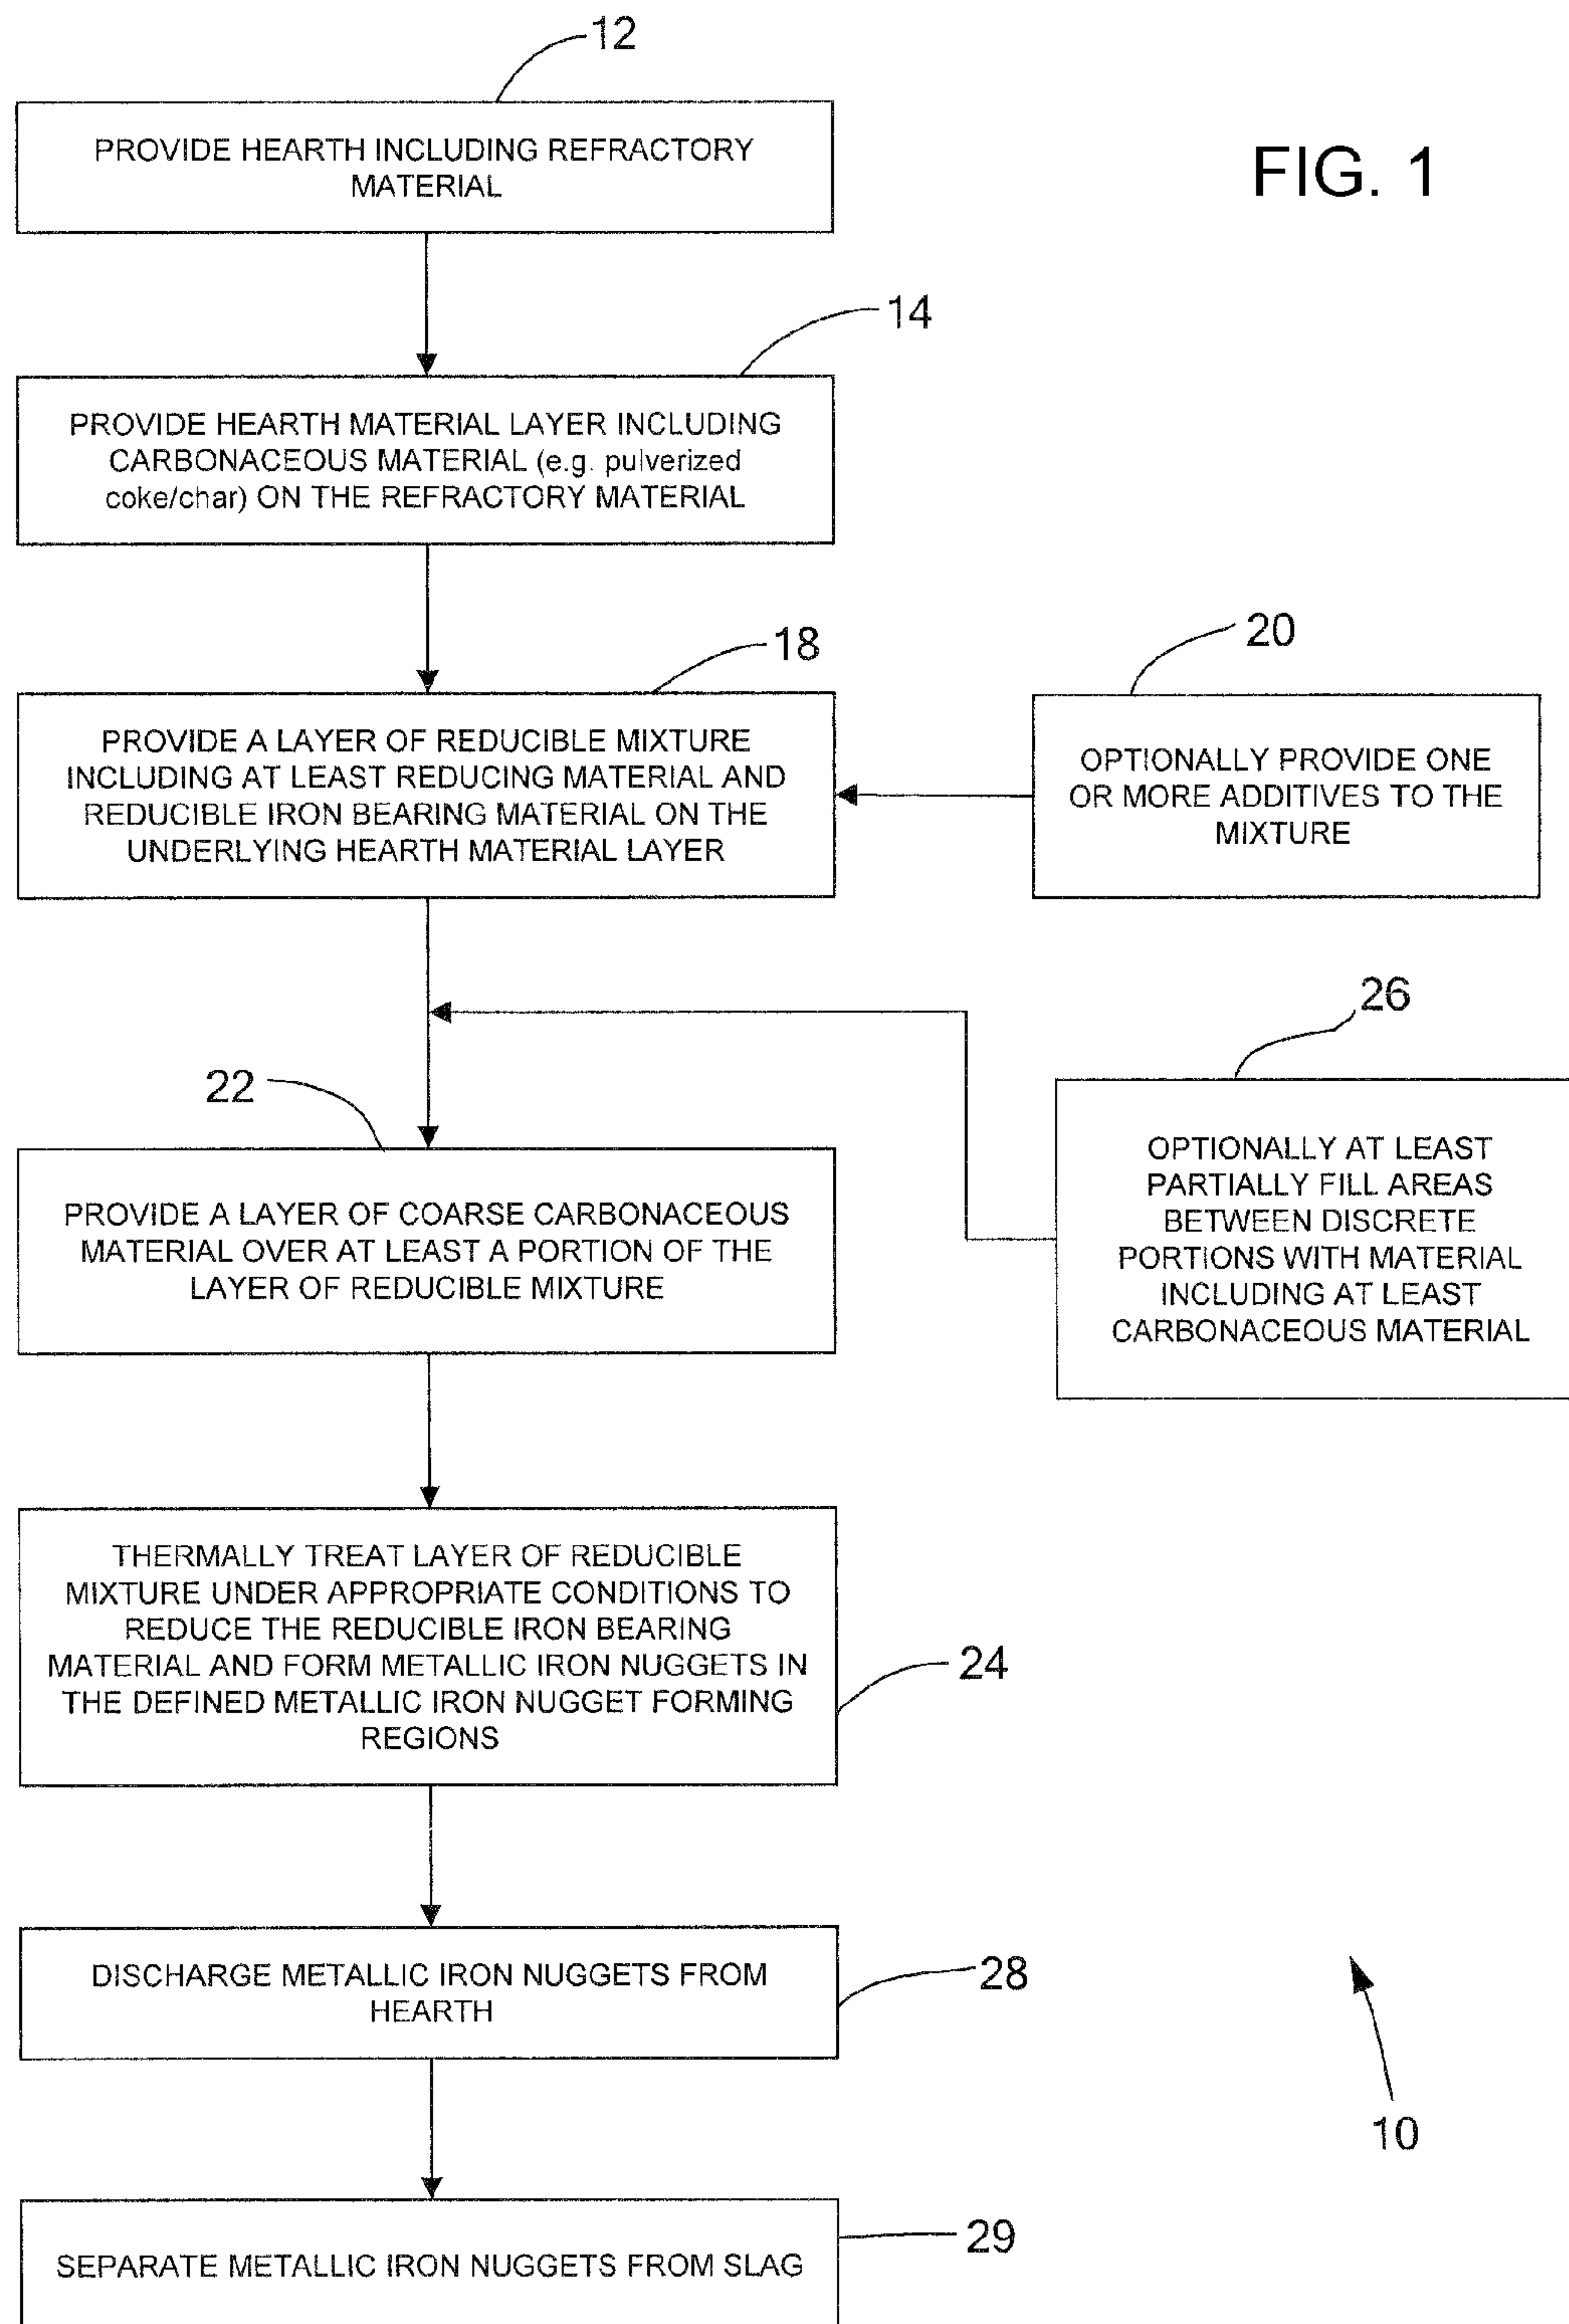 12
PROVIDE HEARTH INCLUDING REFRACTORY
MATERIAL
FIG. 1
14
PROVIDE HEARTH MATERIAL LAYER INCLUDING
CARBONACEOUS MATERIAL (e.g. pulverized
coke/char) ON THE REFRACTORY MATERIAL
18
PROVIDE A LAYER OF REDUCIBLE MIXTURE
INCLUDING AT LEAST REDUCING MATERIAL AND
REDUCIBLE IRON BEARING MATERIAL ON THE
UNDERLYING HEARTH MATERIAL LAYER
20
OPTIONALLY PROVIDE ONE
OR MORE ADDITIVES TO THE
MIXTURE
26
OPTIONALLY AT LEAST
PARTIALLY FILL AREAS
BETWEEN DISCRETE
PORTIONS WITH MATERIAL
INCLUDING AT LEAST
CARBONACEOUS MATERIAL
22
PROVIDE A LAYER OF COARSE CARBONACEOUS
MATERIAL OVER AT LEAST A PORTION OF THE
LAYER OF REDUCIBLE MIXTURE
THERMALLY TREAT LAYER OF REDUCIBLE
MIXTURE UNDER APPROPRIATE CONDITIONS TO
REDUCE THE REDUCIBLE IRON BEARING
MATERIAL AND FORM METALLIC IRON NUGGETS IN
THE DEFINED METALLIC IRON NUGGET FORMING
REGIONS
24
DISCHARGE METALLIC IRON NUGGETS FROM
HEARTH
28
10
SEPARATE METALLIC IRON NUGGETS FROM SLAG
29